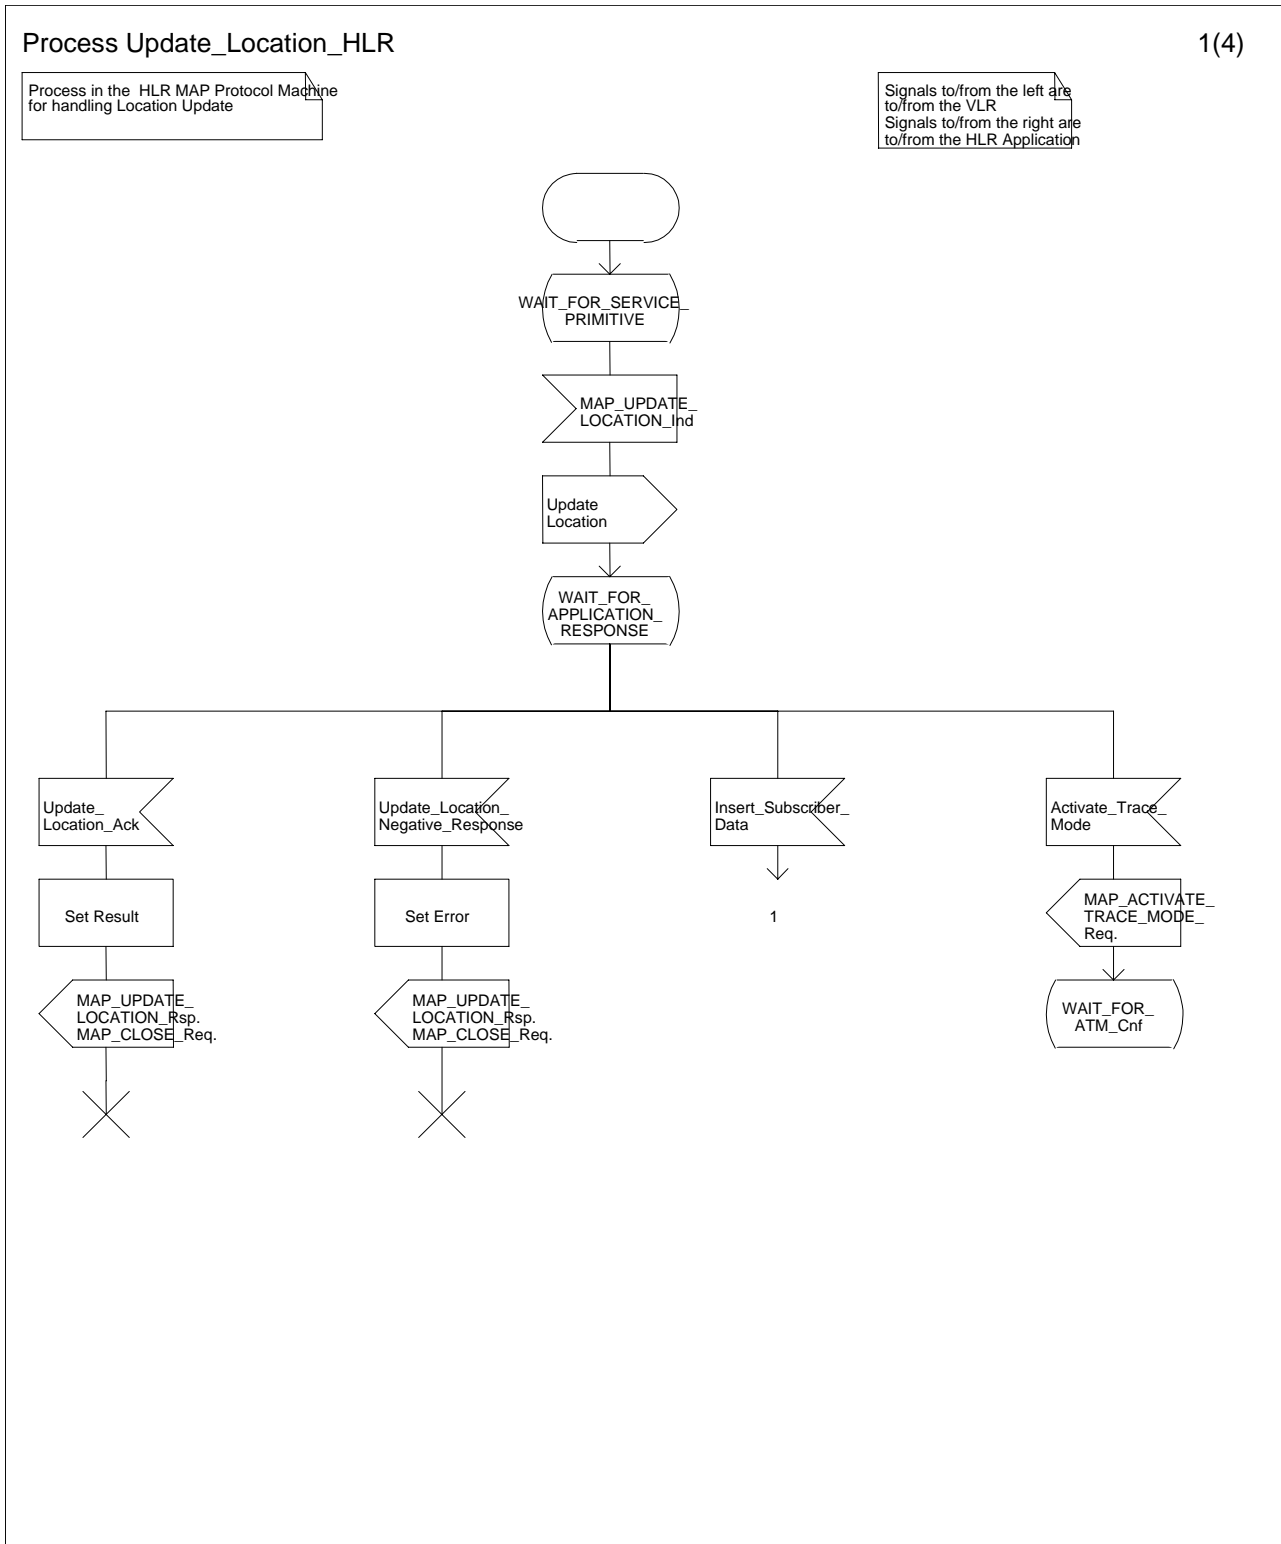 Process Update_Location_HLR
1(4)
Process in the HLR MAP Protocol Machine
for handling Location Update
Signals to/from the left are
to/from the VLR
Signals to/from the right are
to/from the HLR Application
WAIT_FOR_SERVICE_
PRIMITIVE
MAP_UPDATE_
LOCATION_Ind
Update
Location
WAIT_FOR_
APPLICATION_
RESPONSE
Update_
Location_Ack
Update_Location_
Negative_Response
Insert_Subscriber_
Data
Activate_Trace_
Mode
Set Result
Set Error
1
MAP_ACTIVATE_
TRACE_MODE_
Req.
MAP_UPDATE_
LOCATION_Rsp.
MAP_CLOSE_Req.
MAP_UPDATE_
LOCATION_Rsp.
MAP_CLOSE_Req.
WAIT_FOR_
ATM_Cnf